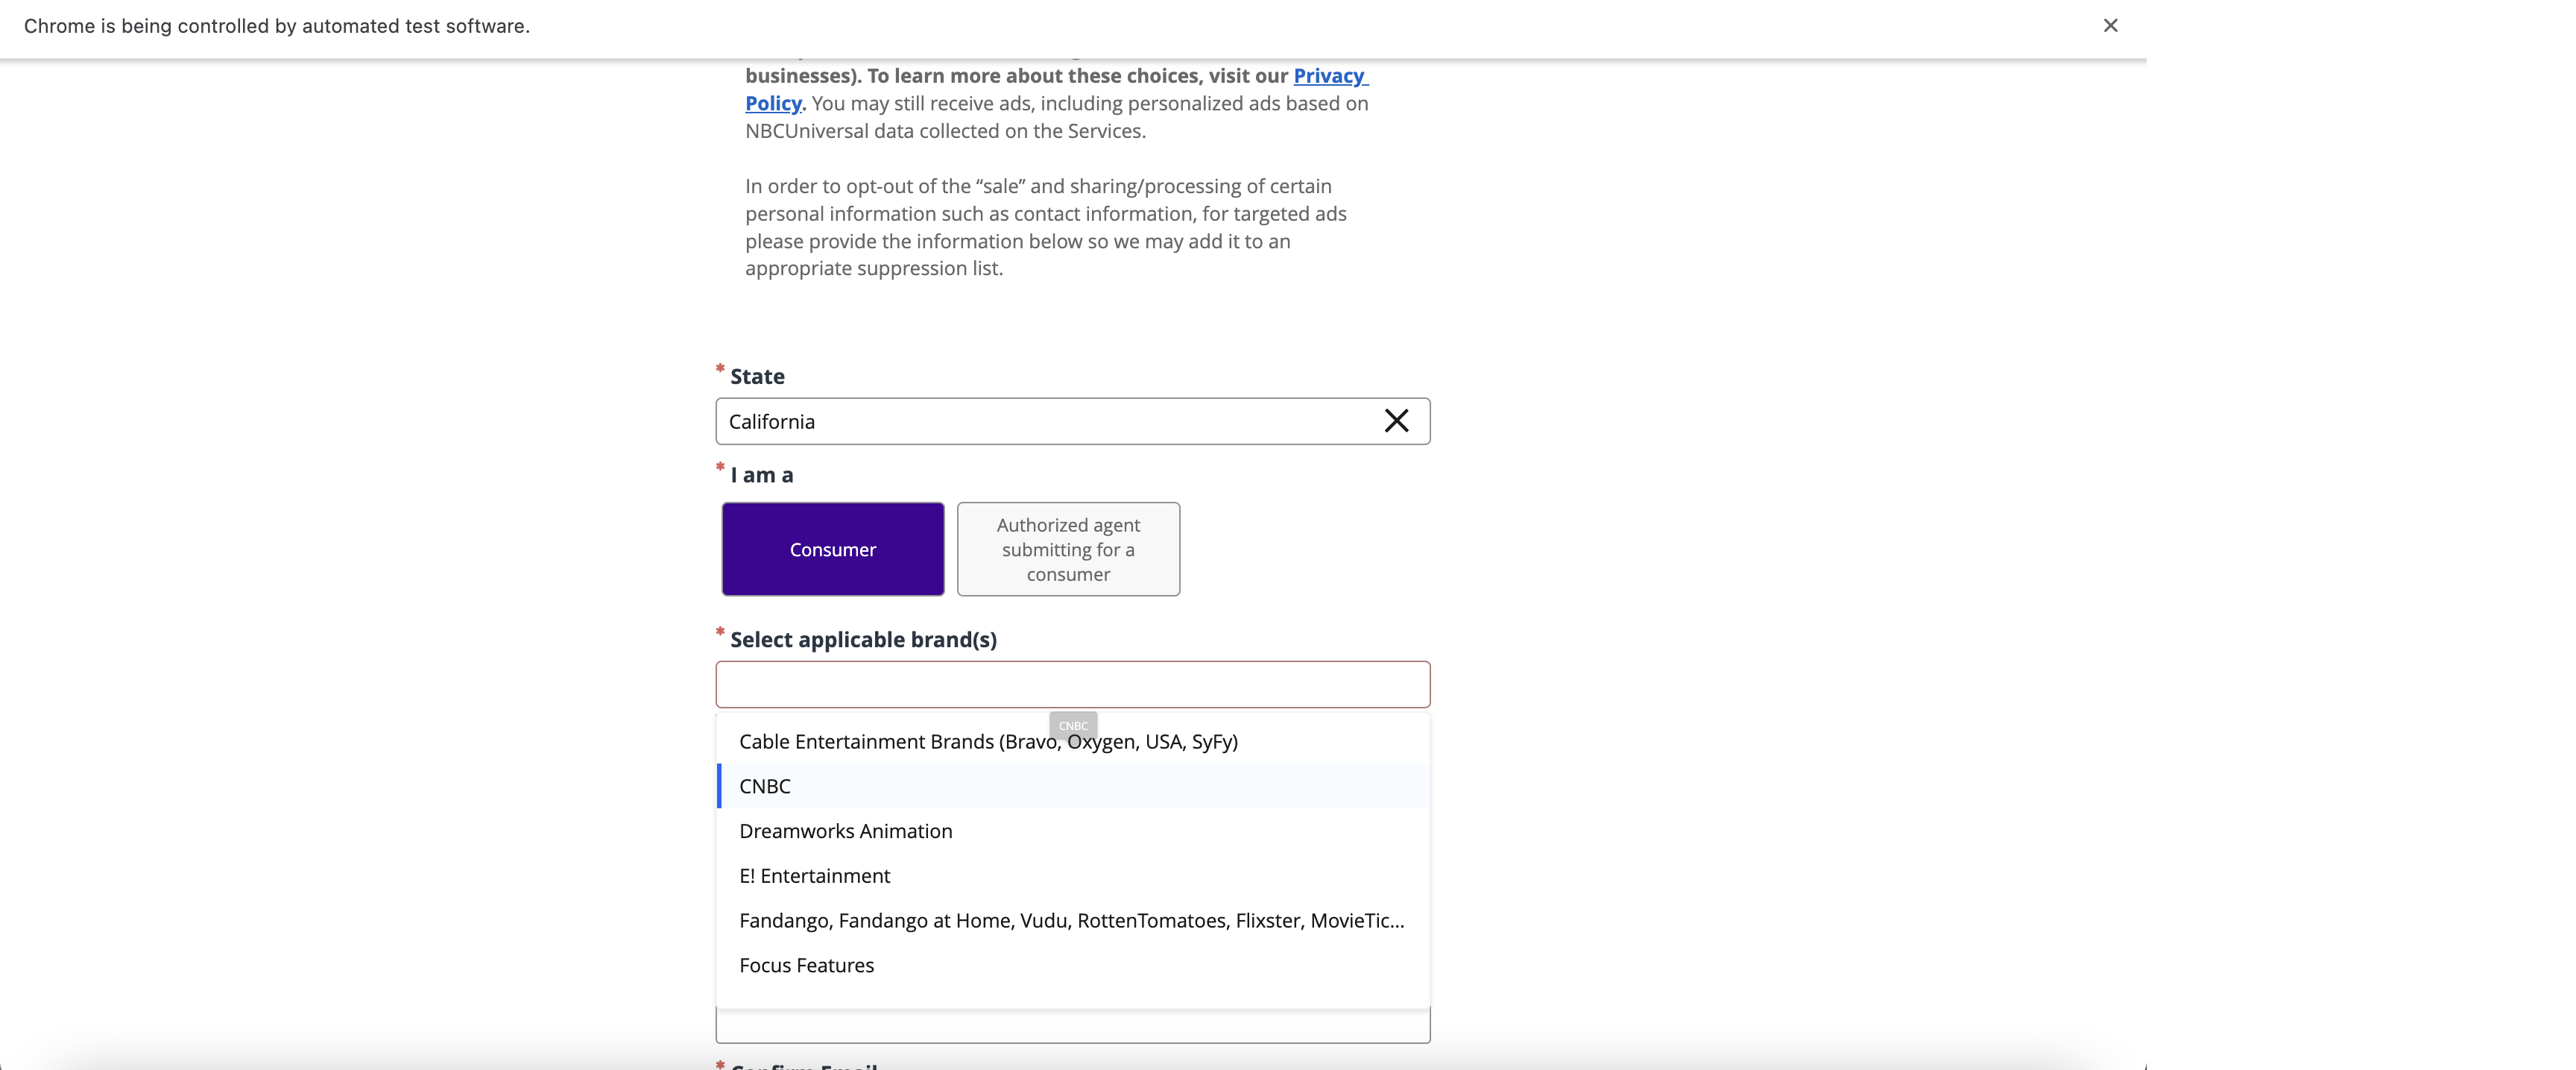 Chrome is being controlled by automated test software.
businesses). To learn more about these choices, visit our Privacy
Policy. You may still receive ads, including personalized ads based on
NBCUniversal data collected on the Services.
In order to opt-out of the “sale” and sharing/processing of certain
personal information such as contact information, for targeted ads
please provide the information below so we may add it to an
appropriate suppression list.
* State
California
* I am a
Consumer
Authorized agent
submitting for a
consumer
* Select applicable brand(s)
CNBC
Cable Entertainment Brands (Bravo, Oxygen, USA, SyFy)
CNBC
Dreamworks Animation
E! Entertainment
Fandango, Fandango at Home, Vudu, RottenTomatoes, Flixster, MovieTic...
Focus Features
* Confirm Email